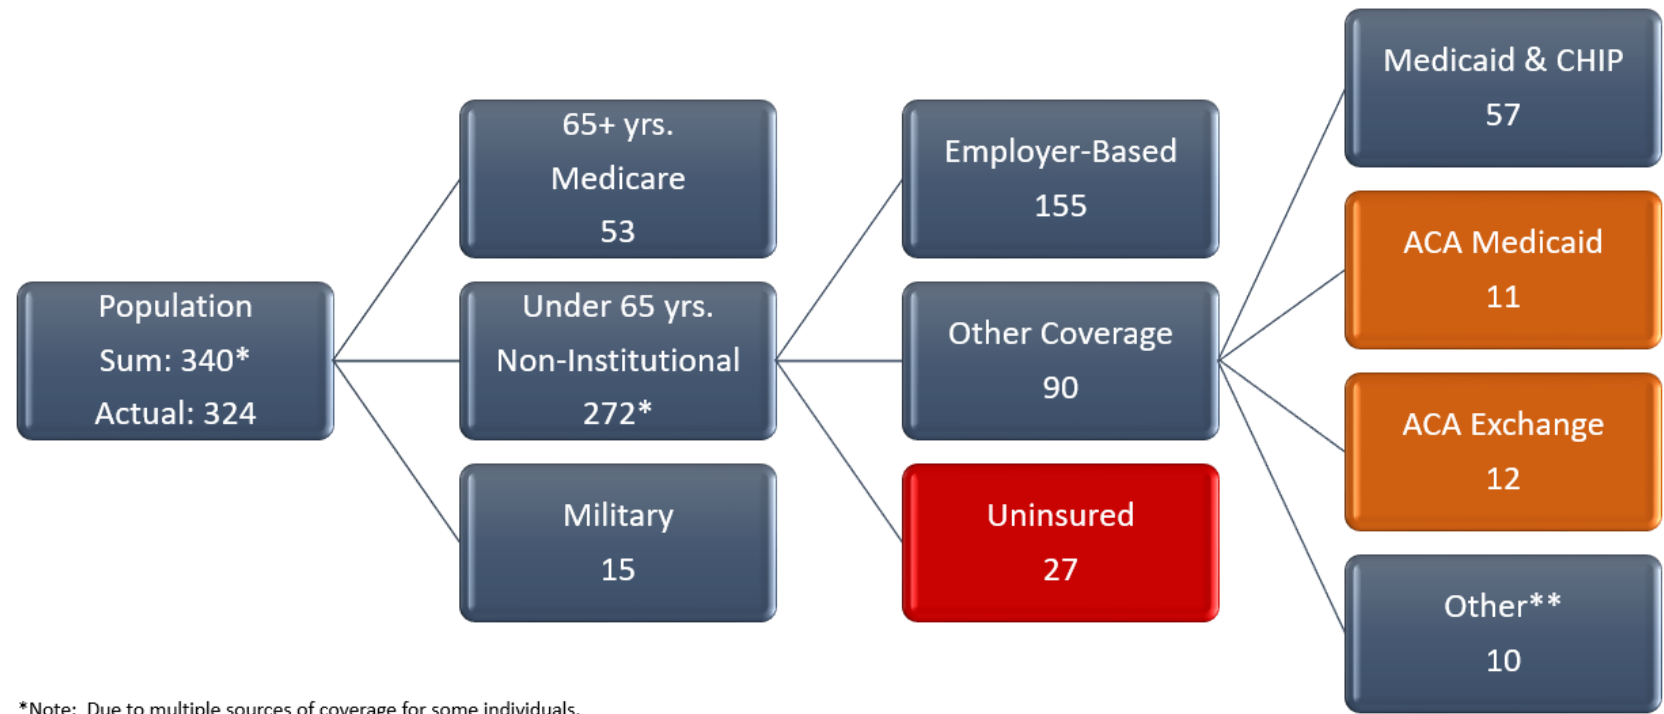 Population
Sum: 340*
Actual: 324
65+ yrs.
Medicare
53
Under 65 yrs.
Non-Institutional
272*
Military
15
Employer-Based
155
Other Coverage
90
Uninsured
27
Medicaid & CHIP
57
ACA Medicaid
11
ACA Exchange
12
Other**
10
*Note: Due to multiple sources of coverage for some individuals.